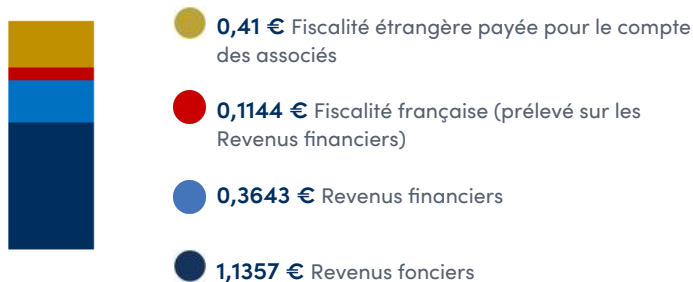 0,41 € Fiscalité étrangère payée pour le compte
des associés
0,1144 € Fiscalité française (prélevé sur les
Revenus financiers)
0,3643 € Revenus financiers
1,1357 € Revenus fonciers